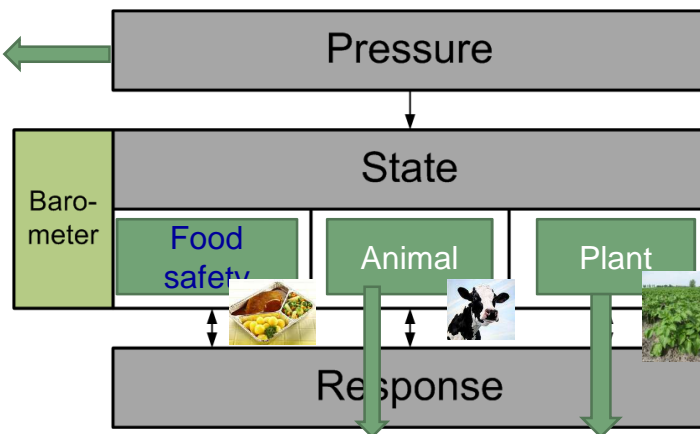 Pressure
State
Baro-
meter
Food
safety
Animal
Plant
Response